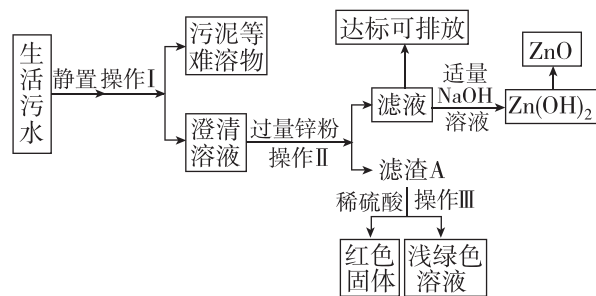 生活污水
静置 操作Ⅰ
污泥等
难溶物
澄清
溶液
过量锌粉
操作Ⅱ
达标可排放
滤液
适量
NaOH
溶液
ZnO
Zn(OH)₂
滤渣A
稀硫酸 操作Ⅲ
红色
固体
浅绿色
溶液